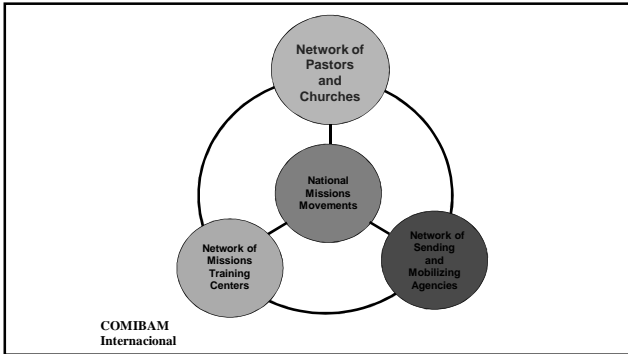 Network of
Pastors
and
Churches
National
Missions
Movements
Network of
Missions
Training
Centers
Network of
Sending
and
Mobilizing
Agencies
COMIBAM
Internacional